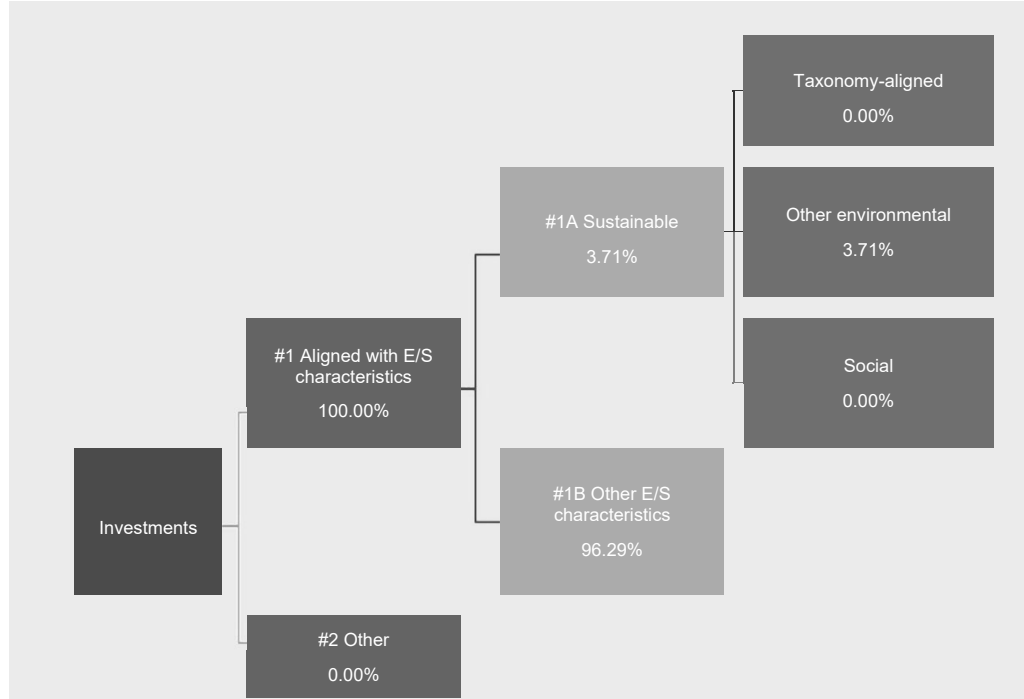 Taxonomy-aligned
0.00%
#1A Sustainable
3.71%
Other environmental
3.71%
#1 Aligned with E/S
characteristics
100.00%
Social
0.00%
Investments
#1B Other E/S
characteristics
96.29%
#2 Other
0.00%